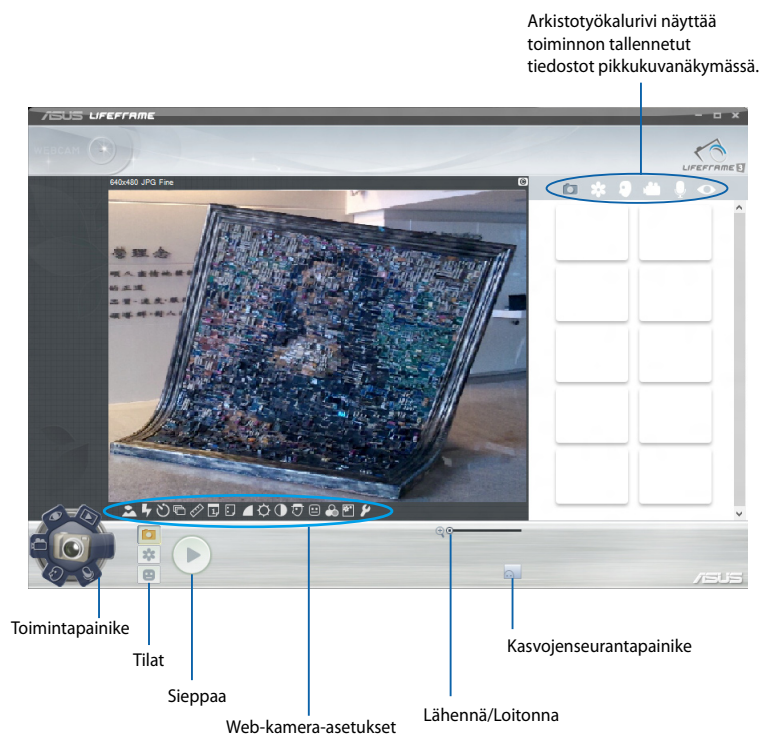 Arkistotyökalurivi näyttää
toiminnon tallennetut
tiedostot pikkukuvanäkymässä.
ASUS LIFEFRAME
WEBCAM
LIFEFRAME 3
640x480 JPG Fine
ASUS
Toimintapainike
Tilat
Sieppaa
Web-kamera-asetukset
Lähennä/Loitonna
Kasvojenseurantapainike